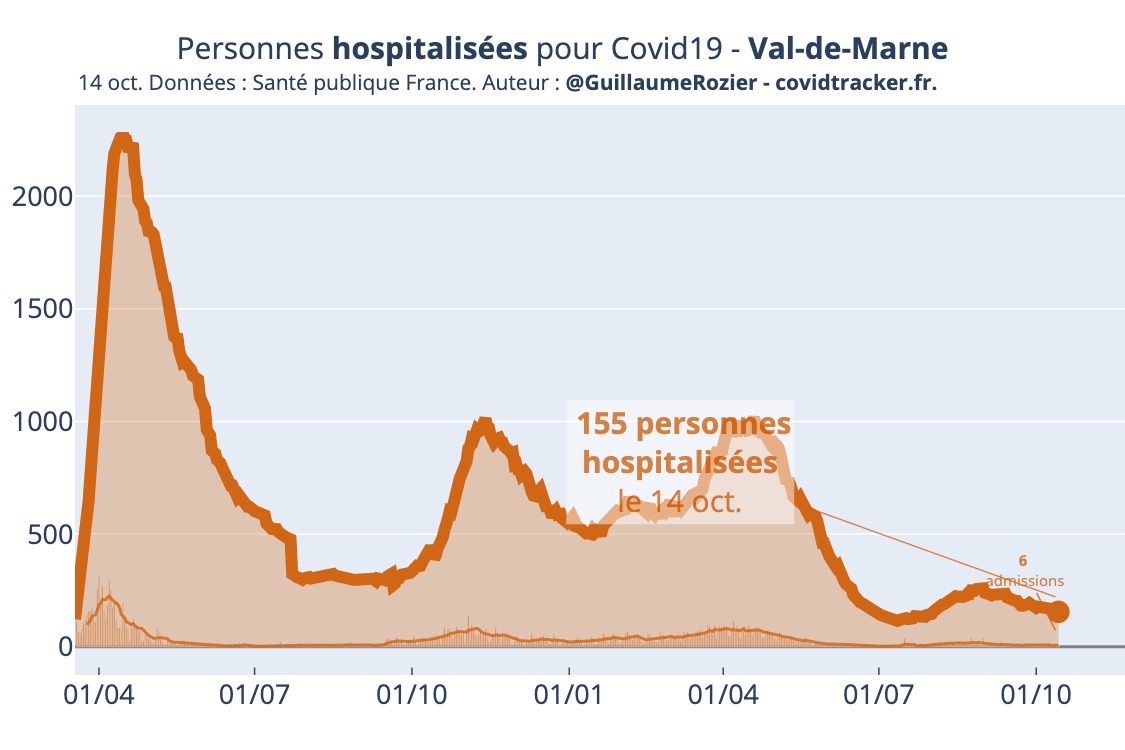 Personnes hospitalisées pour Covid19 - Val-de-Marne
14 oct. Données : Santé publique France. Auteur : @GuillaumeRozier - covidtracker.fr.
2000
1500
1000
500
0
155 personnes
hospitalisées
le 14 oct.
6
admissions
01/04
01/07
01/10
01/01
01/04
01/07
01/10